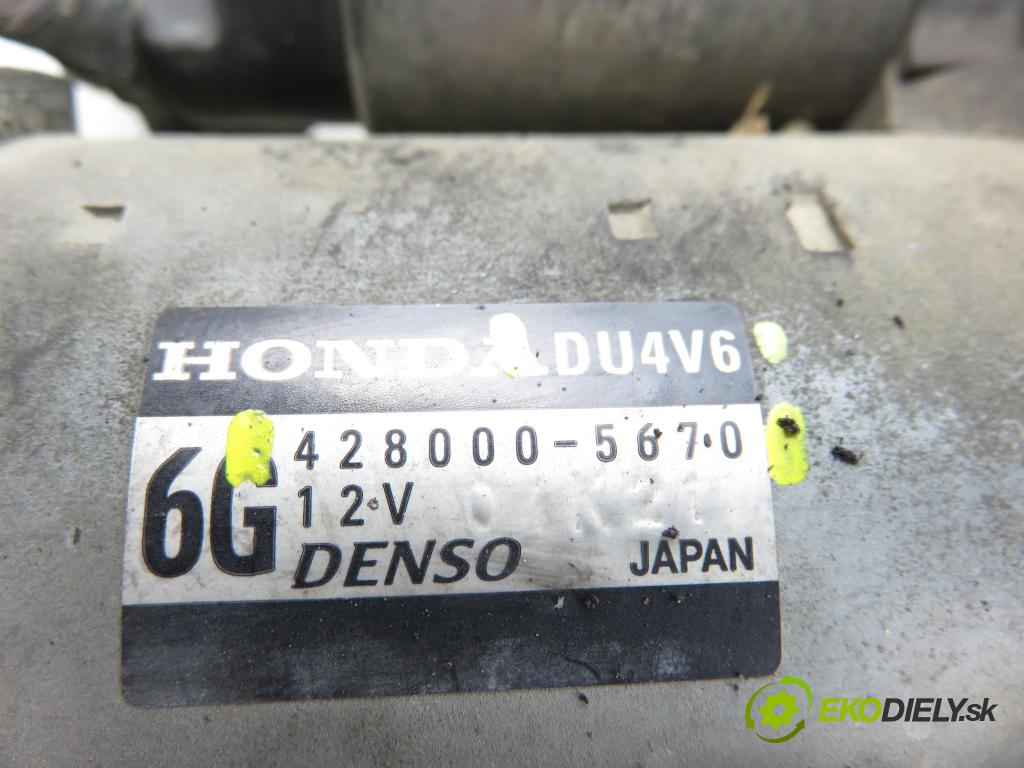 HONDA DU4V6
6G 428000-5670
12V
DENSO JAPAN
EKODIELY.sk